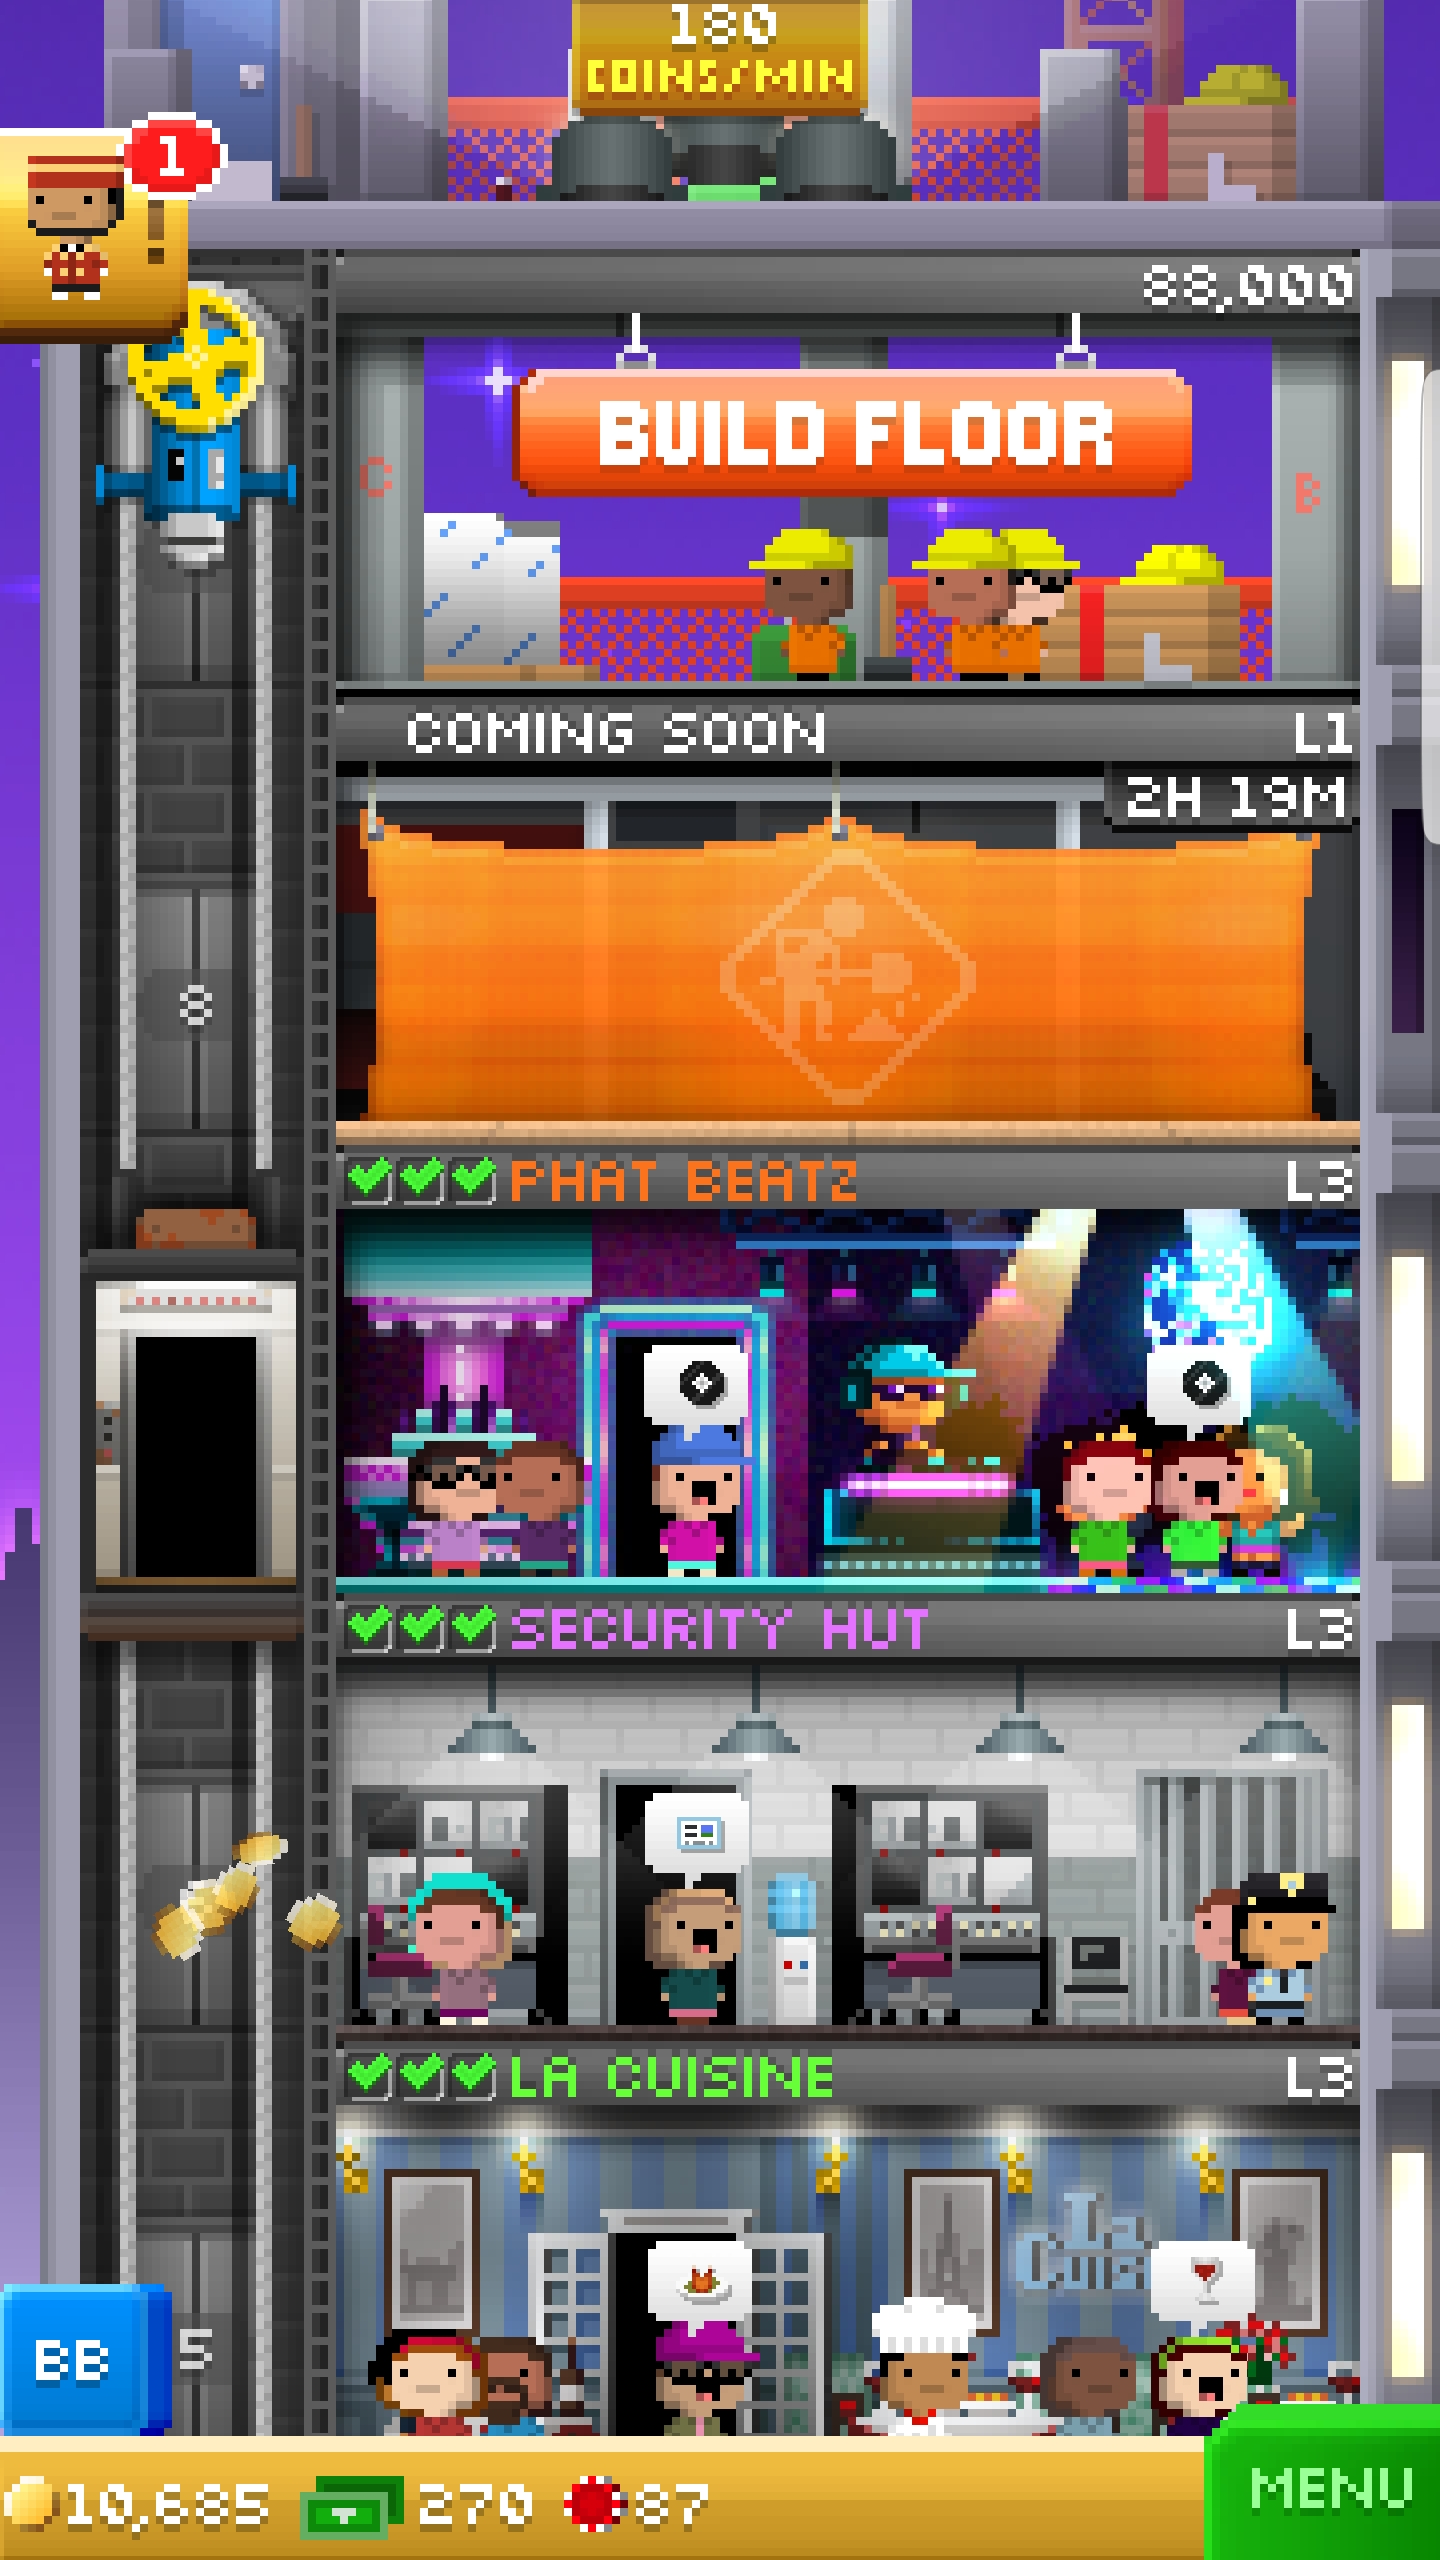 180
COINS/MIN
1
88,000
BUILD FLOOR
C
B
COMING SOON L1
2H 19M
8
PHAT BEATZ L3
SECURITY HUT L3
LA CUISINE L3
La
BB
5
10,685 270 87
MENU